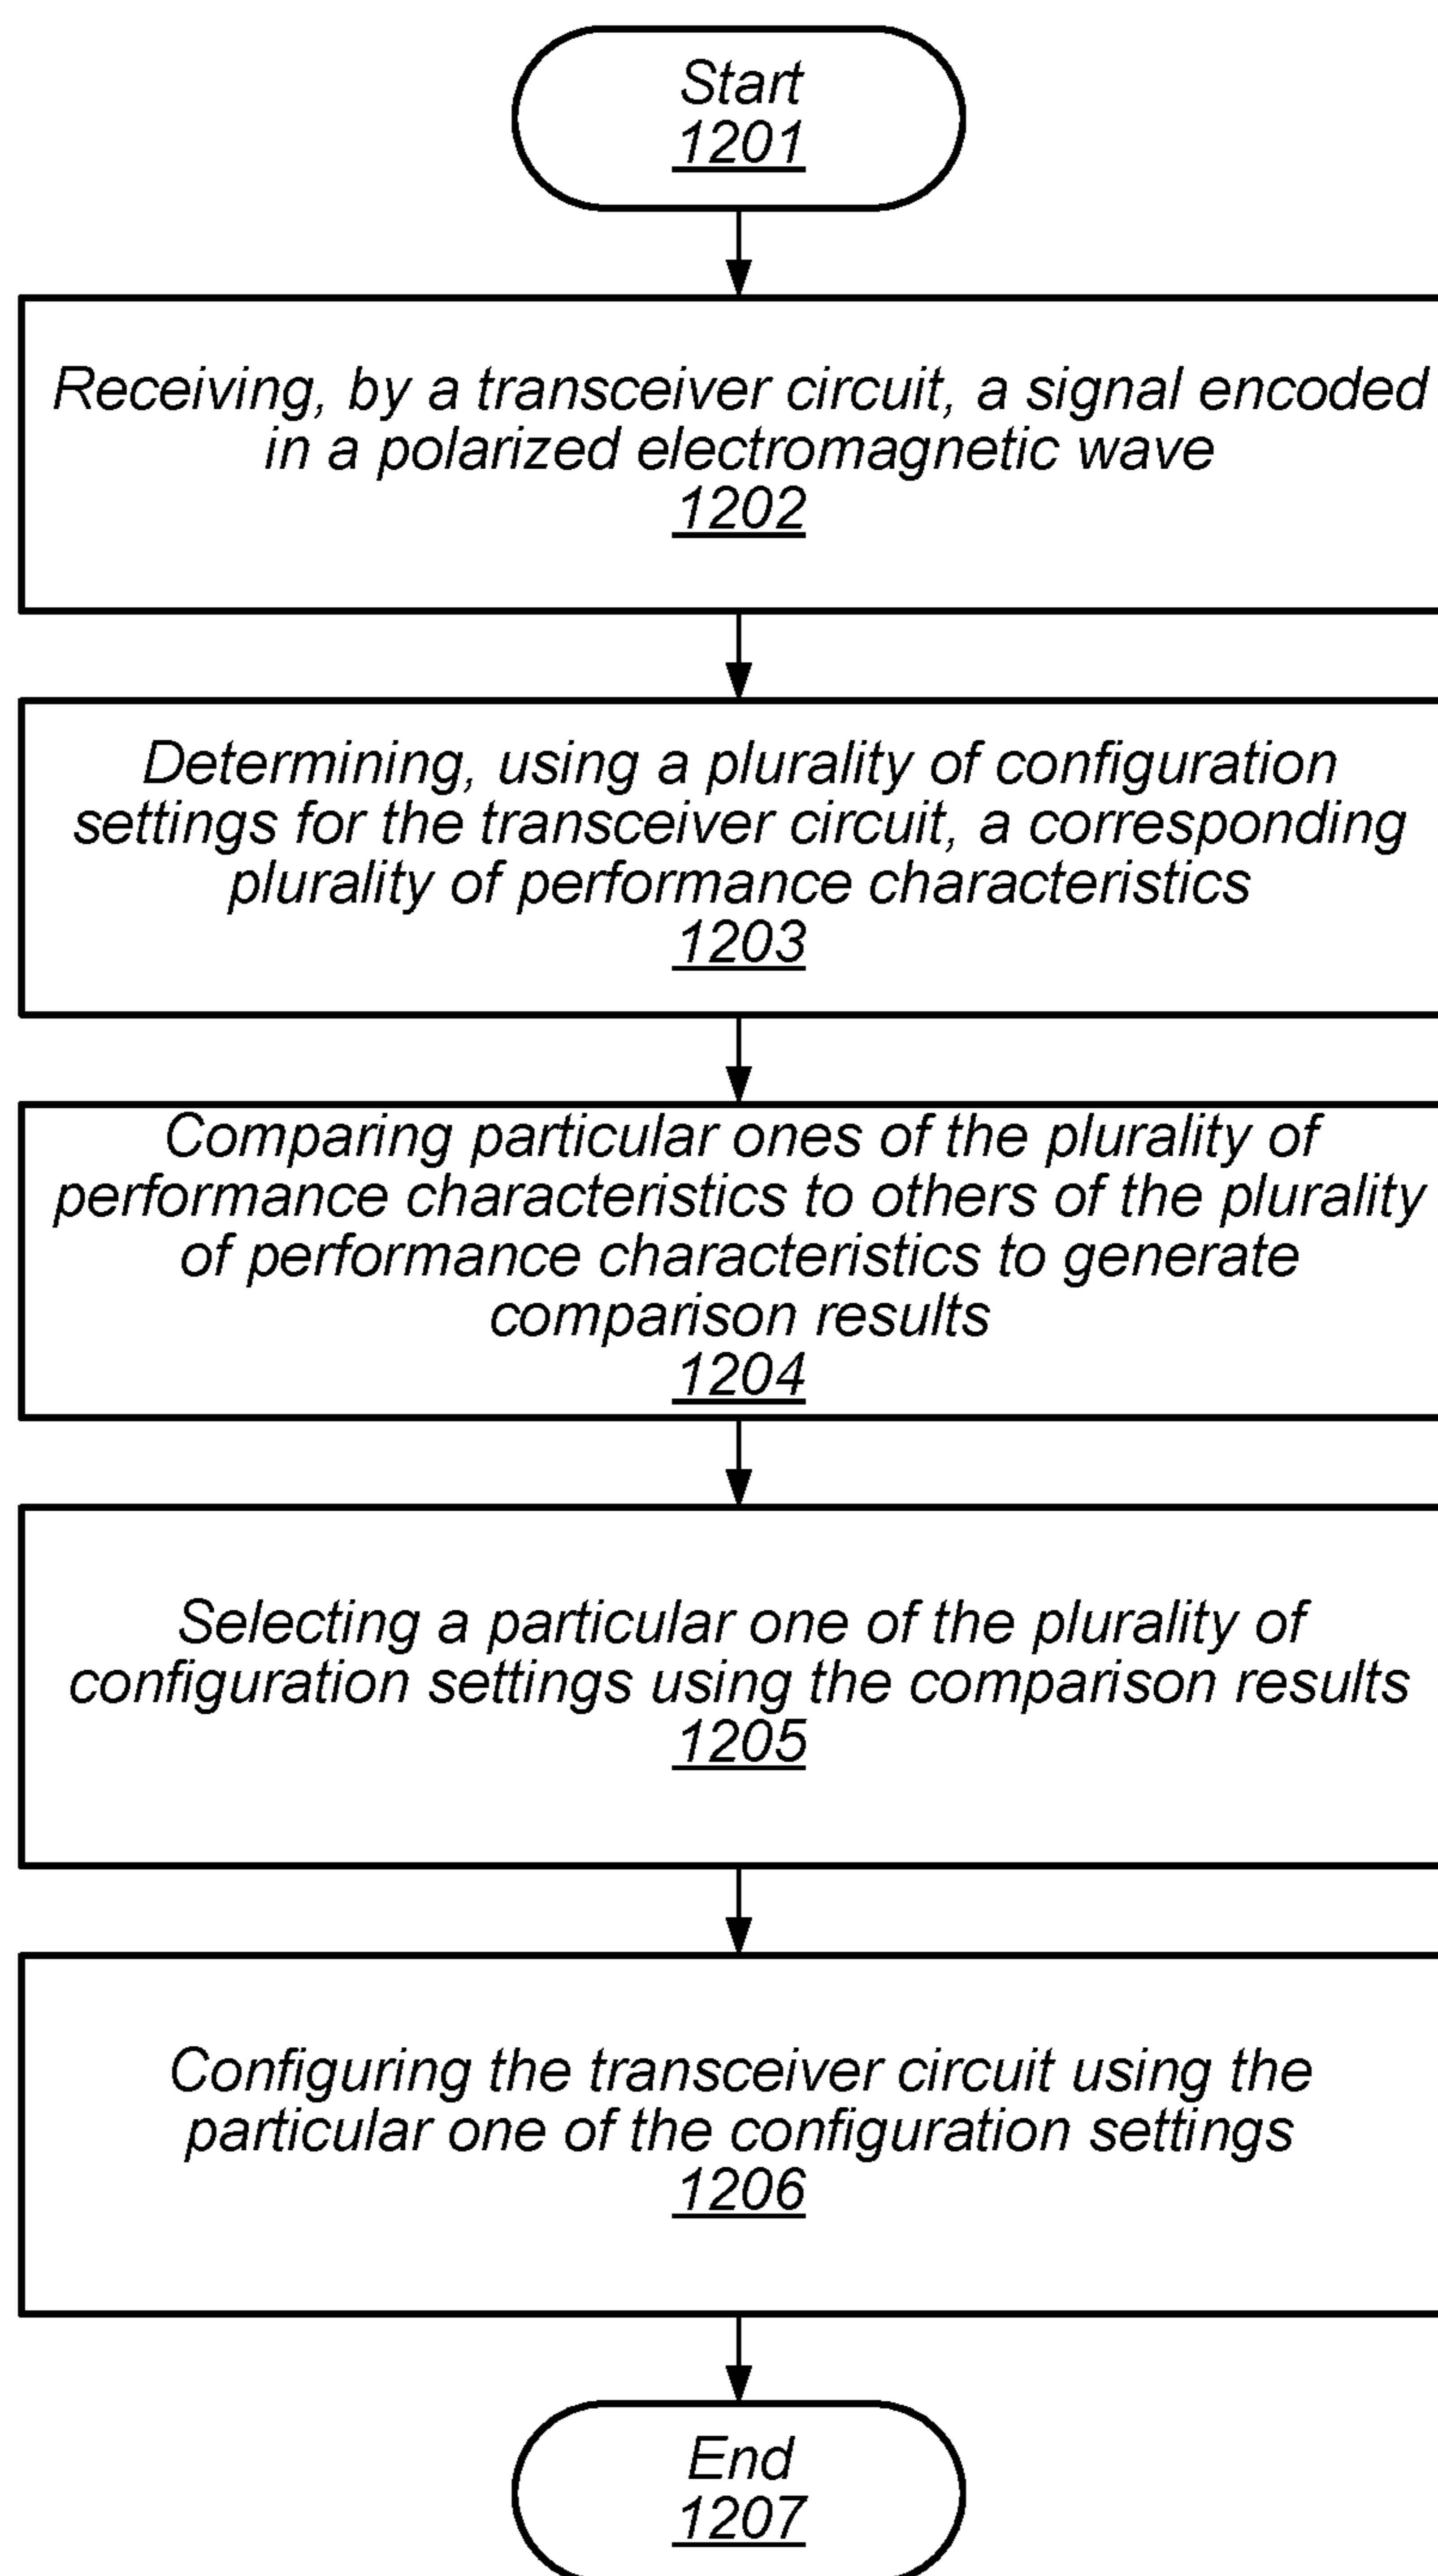 Start
1201
Receiving, by a transceiver circuit, a signal encoded
in a polarized electromagnetic wave
1202
Determining, using a plurality of configuration
settings for the transceiver circuit, a corresponding
plurality of performance characteristics
1203
Comparing particular ones of the plurality of
performance characteristics to others of the plurality
of performance characteristics to generate
comparison results
1204
Selecting a particular one of the plurality of
configuration settings using the comparison results
1205
Configuring the transceiver circuit using the
particular one of the configuration settings
1206
End
1207